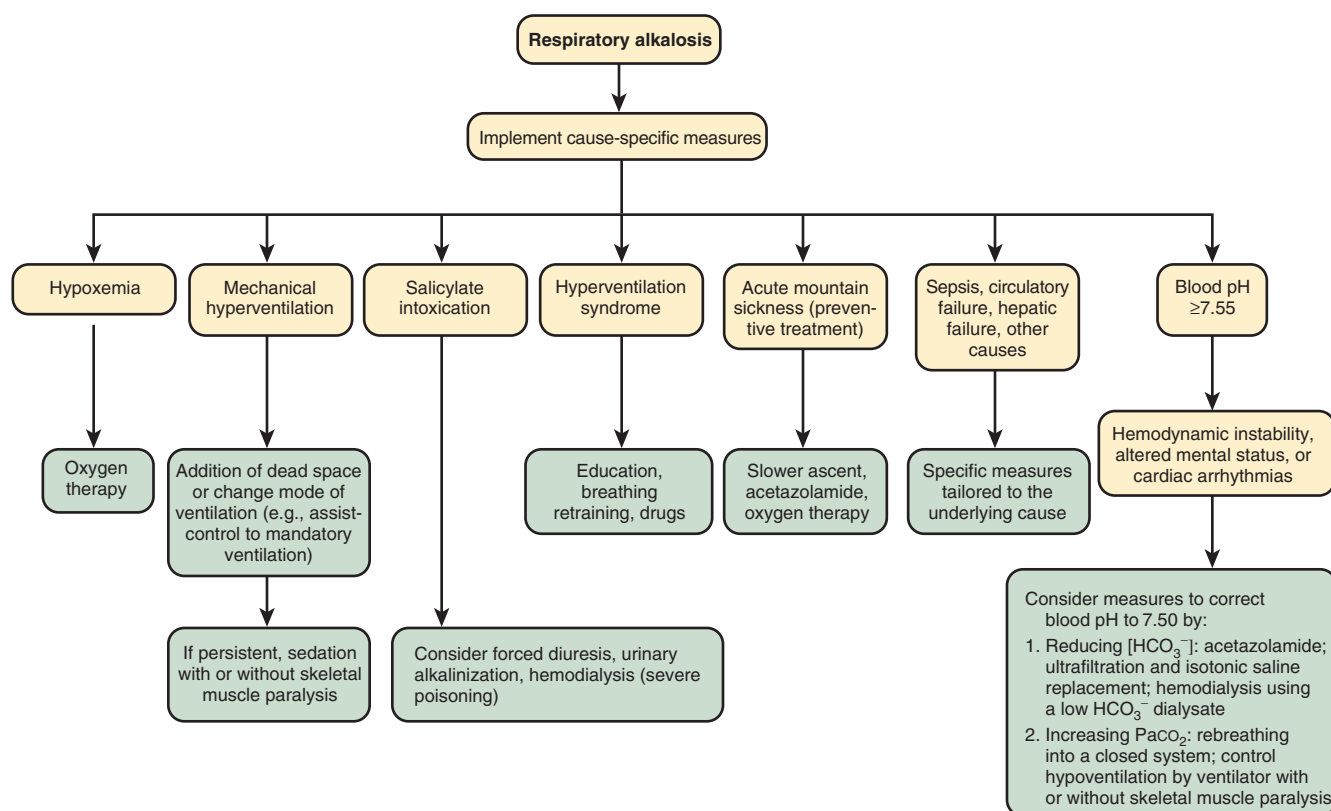 Respiratory alkalosis
Implement cause-specific measures
Hypoxemia
Mechanical
hyperventilation
Salicylate
intoxication
Hyperventilation
syndrome
Acute mountain
sickness (preven-
tive treatment)
Sepsis, circulatory
failure, hepatic
failure, other
causes
Blood pH
≥7.55
Oxygen
therapy
Addition of dead space
or change mode of
ventilation (e.g., assist-
control to mandatory
ventilation)
Education,
breathing
retraining, drugs
Slower ascent,
acetazolamide,
oxygen therapy
Specific measures
tailored to the
underlying cause
Hemodynamic instability,
altered mental status, or
cardiac arrhythmias
If persistent, sedation
with or without skeletal
muscle paralysis
Consider forced diuresis, urinary
alkalinization, hemodialysis (severe
poisoning)
Consider measures to correct
blood pH to 7.50 by:
1. Reducing [HCO₃⁻]: acetazolamide;
ultrafiltration and isotonic saline
replacement; hemodialysis using
a low HCO₃⁻ dialysate
2. Increasing PaCO₂: rebreathing
into a closed system; control
hypoventilation by ventilator with
or without skeletal muscle paralysis